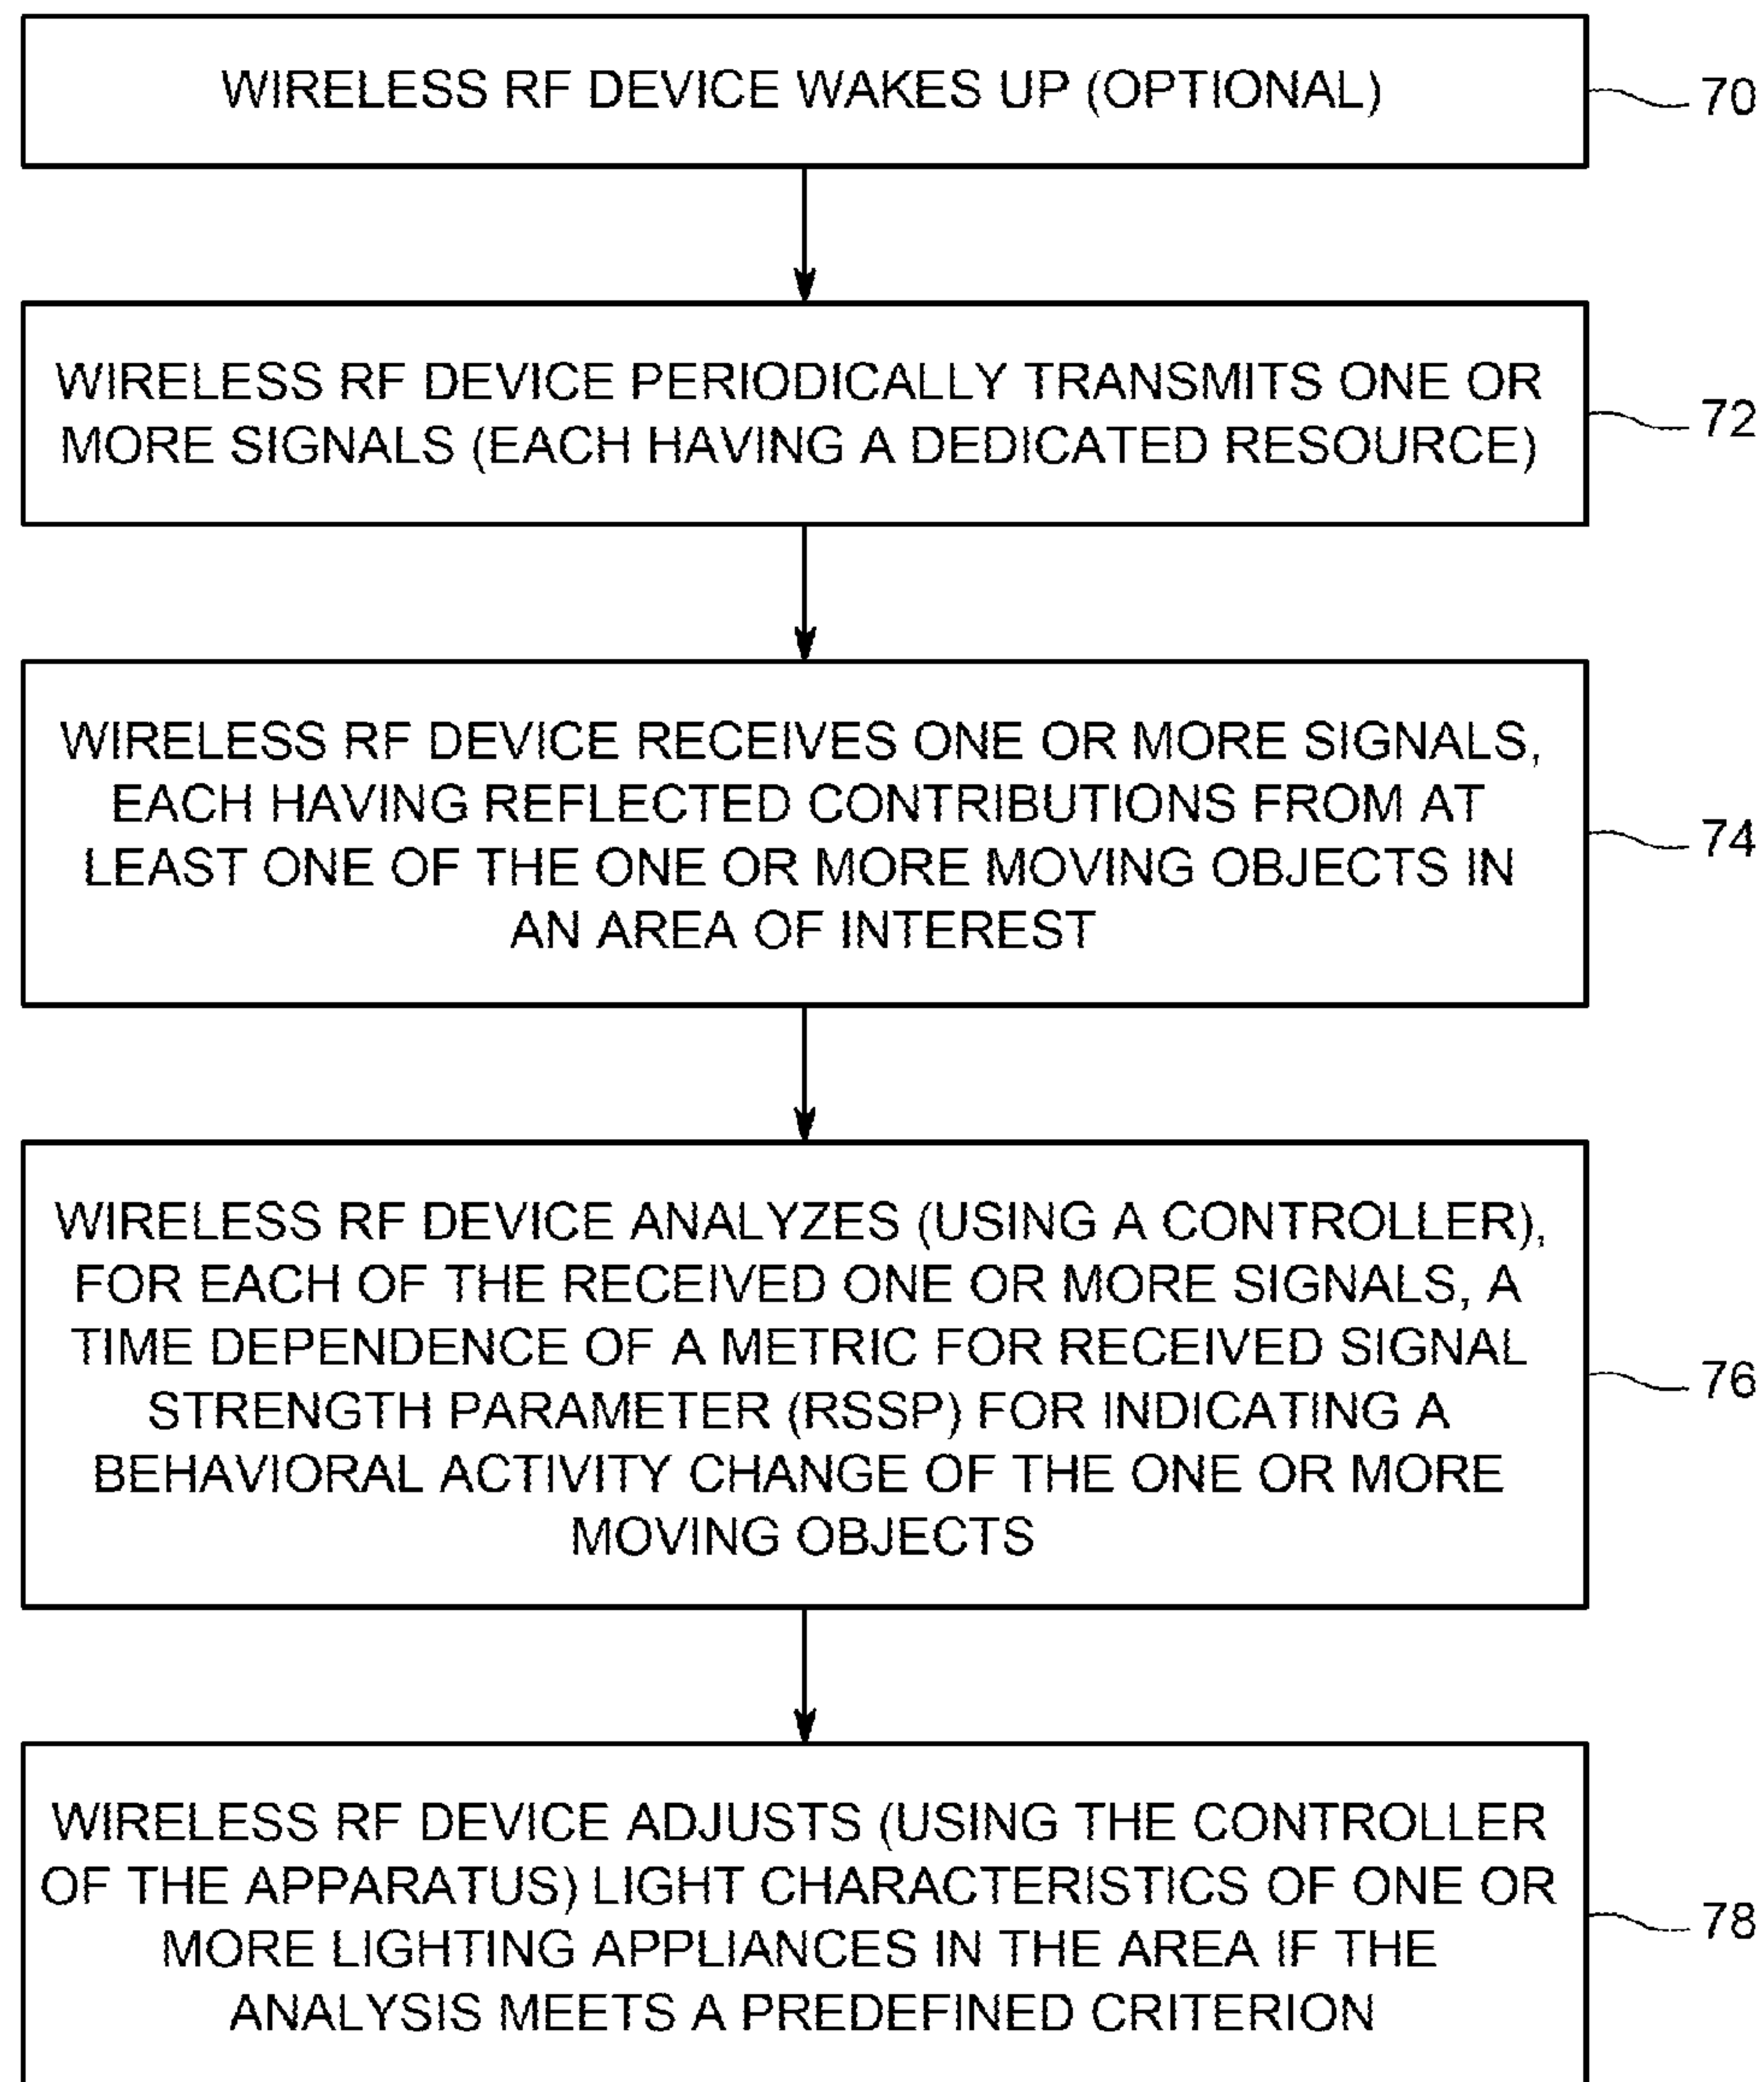 WIRELESS RF DEVICE WAKES UP (OPTIONAL)
70
WIRELESS RF DEVICE PERIODICALLY TRANSMITS ONE OR
MORE SIGNALS (EACH HAVING A DEDICATED RESOURCE)
72
WIRELESS RF DEVICE RECEIVES ONE OR MORE SIGNALS,
EACH HAVING REFLECTED CONTRIBUTIONS FROM AT
LEAST ONE OF THE ONE OR MORE MOVING OBJECTS IN
AN AREA OF INTEREST
74
WIRELESS RF DEVICE ANALYZES (USING A CONTROLLER),
FOR EACH OF THE RECEIVED ONE OR MORE SIGNALS, A
TIME DEPENDENCE OF A METRIC FOR RECEIVED SIGNAL
STRENGTH PARAMETER (RSSP) FOR INDICATING A
BEHAVIORAL ACTIVITY CHANGE OF THE ONE OR MORE
MOVING OBJECTS
76
WIRELESS RF DEVICE ADJUSTS (USING THE CONTROLLER
OF THE APPARATUS) LIGHT CHARACTERISTICS OF ONE OR
MORE LIGHTING APPLIANCES IN THE AREA IF THE
ANALYSIS MEETS A PREDEFINED CRITERION
78